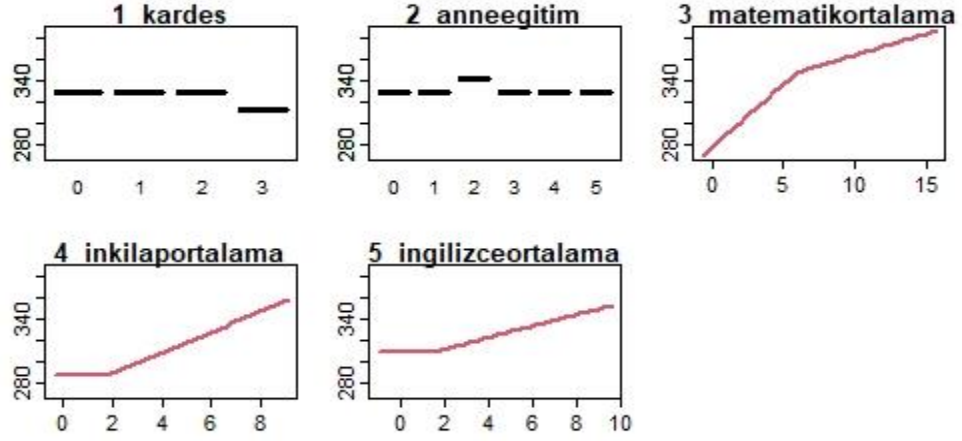 1 kardes
280 340
0 1 2 3
2 anneegitim
280 340
0 1 2 3 4 5
3 matematikortalama
280 340
0 5 10 15
4 inkilaportalama
280 340
0 2 4 6 8
5 ingilizceortalama
280 340
0 2 4 6 8 10